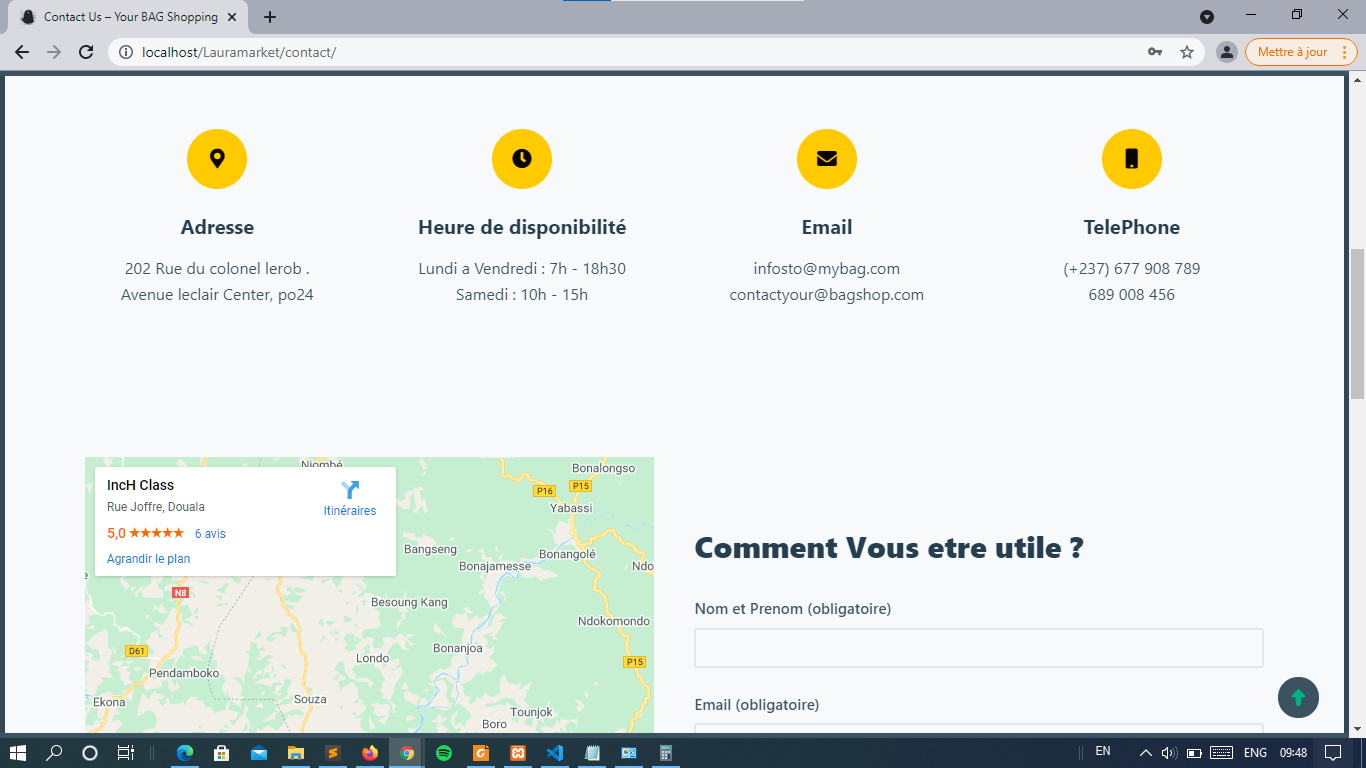 Contact Us – Your BAG Shopping
localhost/Lauramarket/contact/
Mettre à jour
Adresse
202 Rue du colonel lerob .
Avenue leclair Center, po24
Heure de disponibilité
Lundi a Vendredi : 7h - 18h30
Samedi : 10h - 15h
Email
infosto@mybag.com
contactyour@bagshop.com
TelePhone
(+237) 677 908 789
689 008 456
IncH Class
Rue Joffre, Douala
5,0
6 avis
Agrandir le plan
Itinéraires
Njombé
Bonalongso
P16
P15
Yabassi
Bangseng
Bonangolé
Bonajamesse
Ndo
N8
Besoung Kang
Ndokomondo
D61
Bonanjoa
Londo
P15
Pendamboko
Ekona
Souza
Tounjok
Boro
Comment Vous etre utile ?
Nom et Prenom (obligatoire)
Email (obligatoire)
EN
ENG
09:48